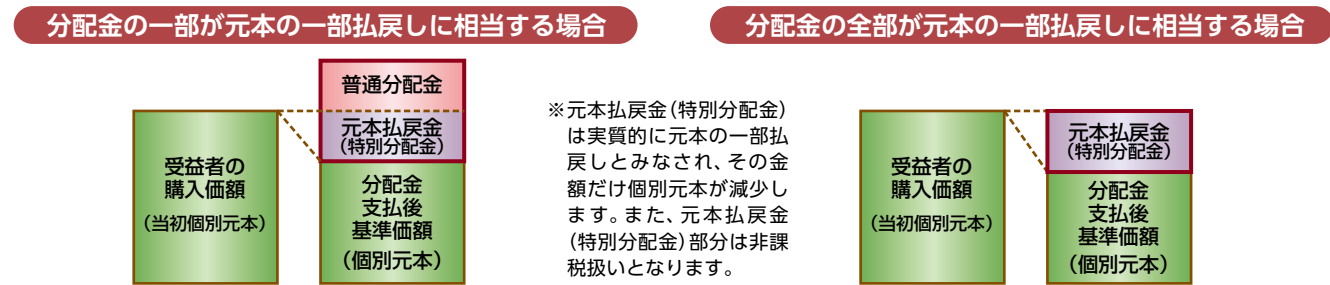 分配金の一部が元本の一部払戻しに相当する場合
普通分配金
元本払戻金
(特別分配金)
受益者の
購入価額
(当初個別元本)
分配金
支払後
基準価額
(個別元本)
※元本払戻金(特別分配金)
は実質的に元本の一部払
戻しとみなされ、その金
額だけ個別元本が減少し
ます。また、元本払戻金
(特別分配金)部分は非課
税扱いとなります。
分配金の全部が元本の一部払戻しに相当する場合
元本払戻金
(特別分配金)
受益者の
購入価額
(当初個別元本)
分配金
支払後
基準価額
(個別元本)